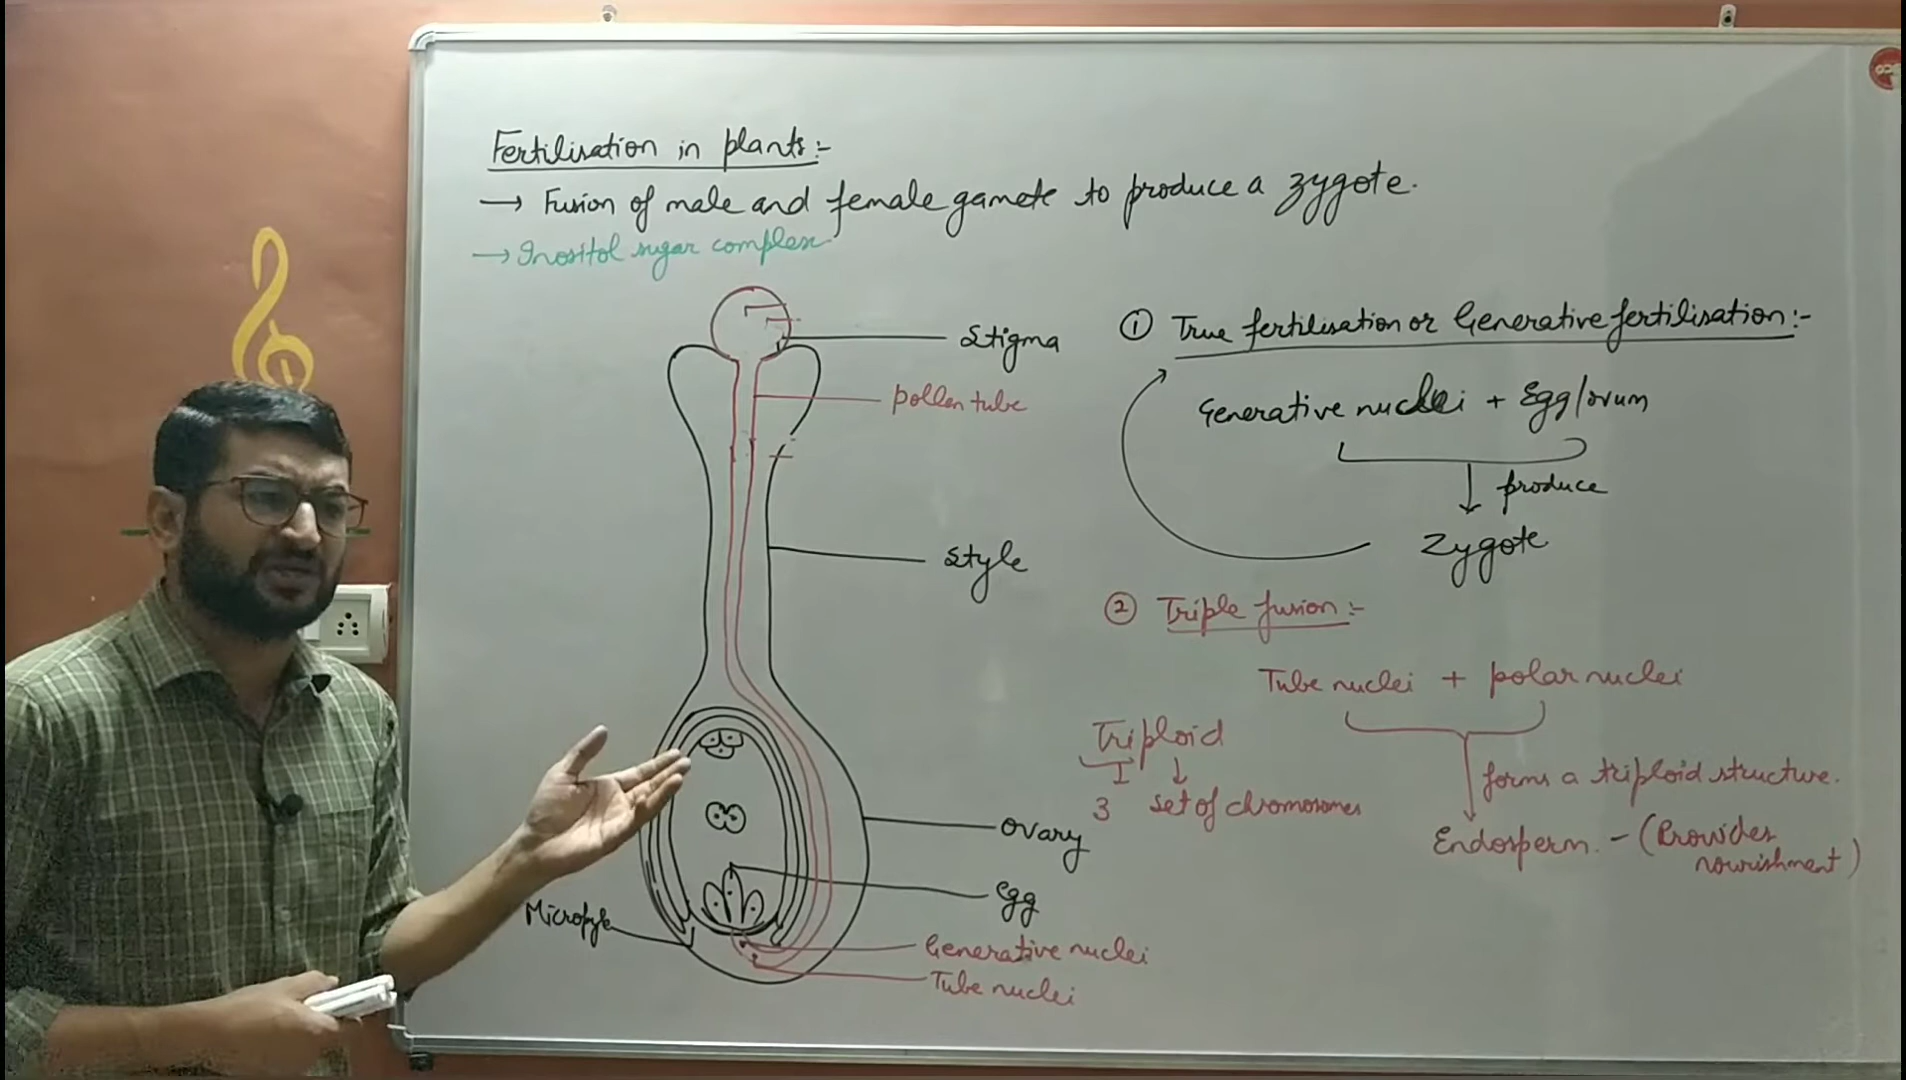 Fertilisation in plants:-
→ Fusion of male and female gamete to produce a zygote.
→ Inositol sugar complex
Stigma
pollen tube
Style
Ovary
Egg
Micropyle
Generative nuclei
Tube nuclei
① True fertilisation or Generative fertilisation:-
Generative nuclei + Egg/ovum
↓ produce
Zygote
② Triple fusion:-
Tube nuclei + polar nuclei
forms a triploid structure.
Endosperm. - (Provides
nourishment)
Triploid
3 set of chromosomes